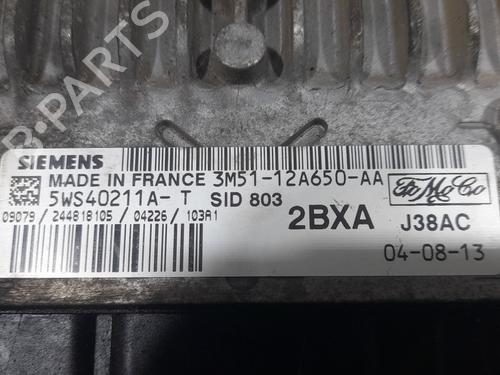 SIEMENS
MADE IN FRANCE 3M51-12A650-AA
5WS40211A- T SID 803
09079 / 244818105 / 04226 / 103A1
2BXA
FoMoCo
J38AC
04-08-13
B-PARTS